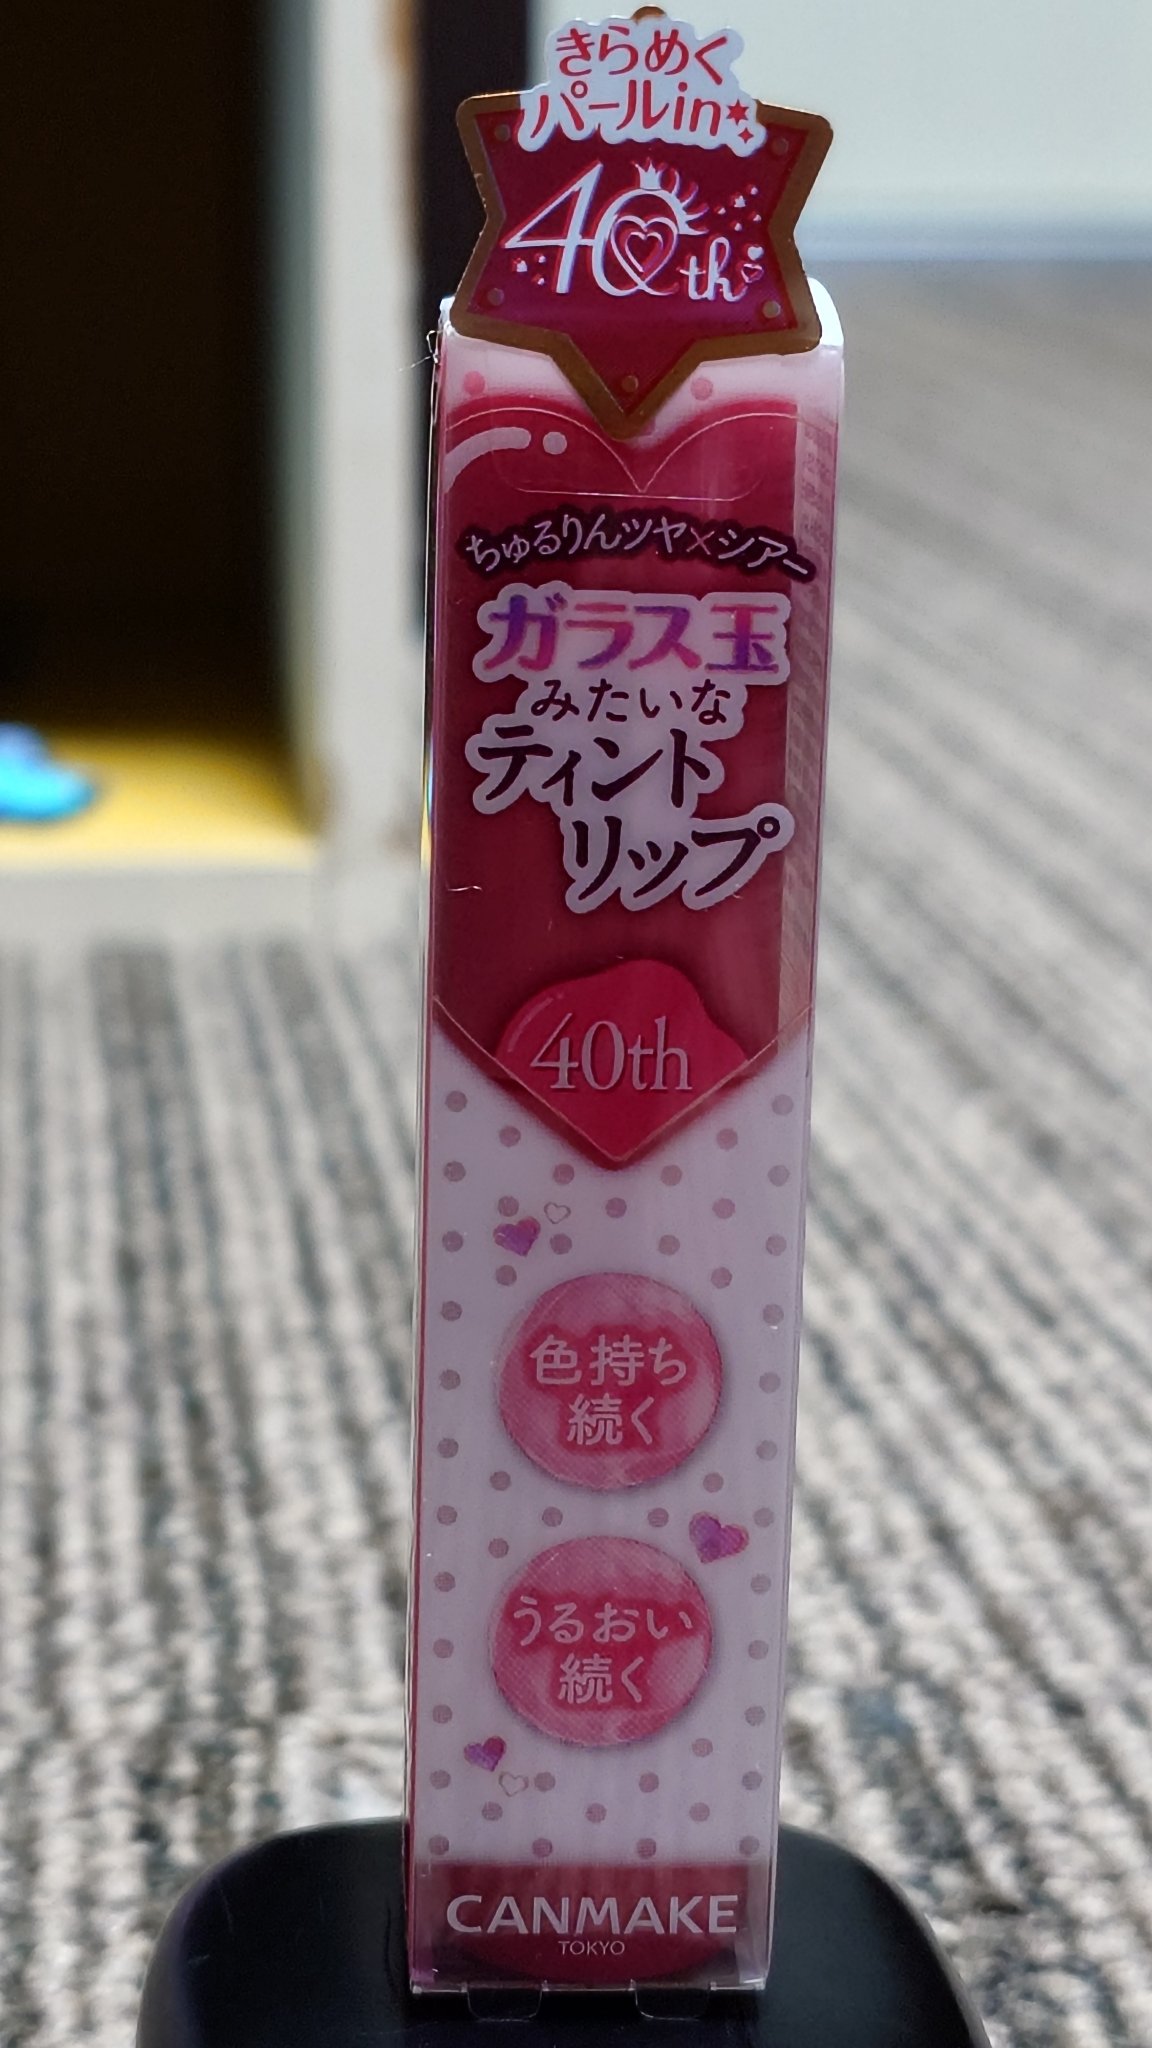 きらめく
パールin
40th
ちゅるりんツヤ×シアー
ガラス玉
みたいな
ティント
リップ
40th
色持ち
続く
うるおい
続く
CANMAKE
TOKYO